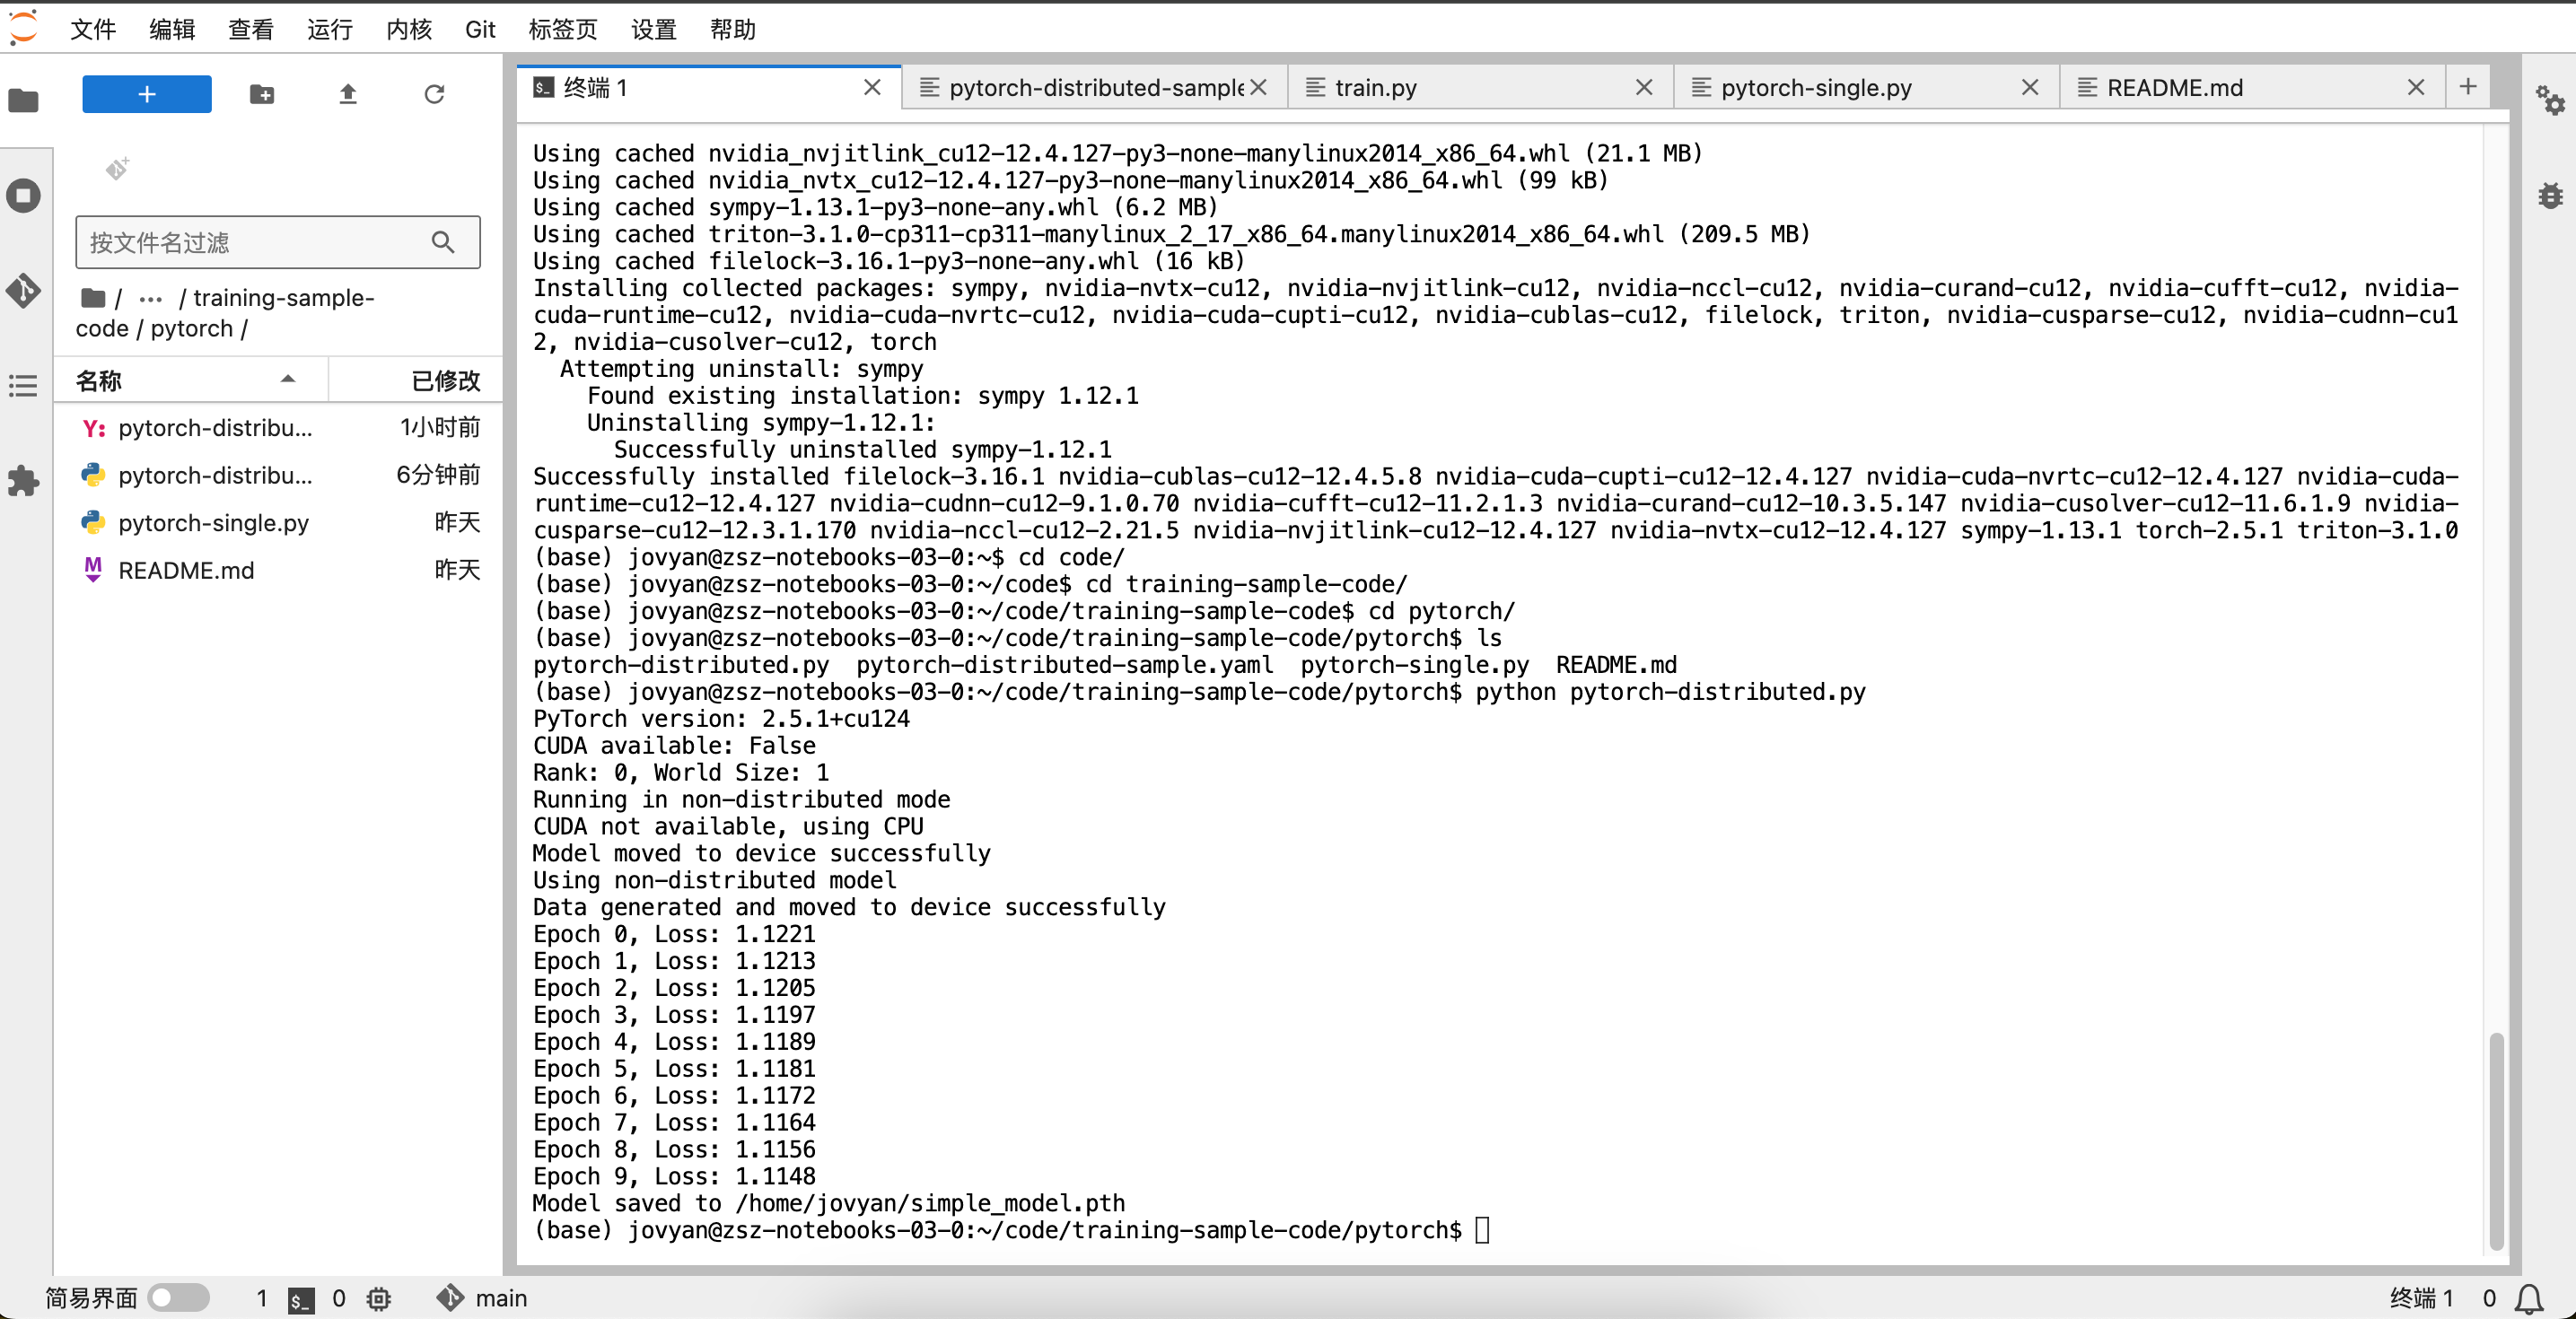 文件 编辑 查看 运行 内核 Git 标签页 设置 帮助
终端 1 pytorch-distributed-sample train.py pytorch-single.py README.md
按文件名过滤
/ ··· / training-sample-
code / pytorch /
名称 已修改
pytorch-distribu... 1小时前
pytorch-distribu... 6分钟前
pytorch-single.py 昨天
README.md 昨天
Using cached nvidia_nvjitlink_cu12-12.4.127-py3-none-manylinux2014_x86_64.whl (21.1 MB)
Using cached nvidia_nvtx_cu12-12.4.127-py3-none-manylinux2014_x86_64.whl (99 kB)
Using cached sympy-1.13.1-py3-none-any.whl (6.2 MB)
Using cached triton-3.1.0-cp311-cp311-manylinux_2_17_x86_64.manylinux2014_x86_64.whl (209.5 MB)
Using cached filelock-3.16.1-py3-none-any.whl (16 kB)
Installing collected packages: sympy, nvidia-nvtx-cu12, nvidia-nvjitlink-cu12, nvidia-nccl-cu12, nvidia-curand-cu12, nvidia-cufft-cu12, nvidia-
cuda-runtime-cu12, nvidia-cuda-nvrtc-cu12, nvidia-cuda-cupti-cu12, nvidia-cublas-cu12, filelock, triton, nvidia-cusparse-cu12, nvidia-cudnn-cu1
2, nvidia-cusolver-cu12, torch
Attempting uninstall: sympy
Found existing installation: sympy 1.12.1
Uninstalling sympy-1.12.1:
Successfully uninstalled sympy-1.12.1
Successfully installed filelock-3.16.1 nvidia-cublas-cu12-12.4.5.8 nvidia-cuda-cupti-cu12-12.4.127 nvidia-cuda-nvrtc-cu12-12.4.127 nvidia-cuda-
runtime-cu12-12.4.127 nvidia-cudnn-cu12-9.1.0.70 nvidia-cufft-cu12-11.2.1.3 nvidia-curand-cu12-10.3.5.147 nvidia-cusolver-cu12-11.6.1.9 nvidia-
cusparse-cu12-12.3.1.170 nvidia-nccl-cu12-2.21.5 nvidia-nvjitlink-cu12-12.4.127 nvidia-nvtx-cu12-12.4.127 sympy-1.13.1 torch-2.5.1 triton-3.1.0
(base) jovyan@zsz-notebooks-03-0:~$ cd code/
(base) jovyan@zsz-notebooks-03-0:~/code$ cd training-sample-code/
(base) jovyan@zsz-notebooks-03-0:~/code/training-sample-code$ cd pytorch/
(base) jovyan@zsz-notebooks-03-0:~/code/training-sample-code/pytorch$ ls
pytorch-distributed.py pytorch-distributed-sample.yaml pytorch-single.py README.md
(base) jovyan@zsz-notebooks-03-0:~/code/training-sample-code/pytorch$ python pytorch-distributed.py
PyTorch version: 2.5.1+cu124
CUDA available: False
Rank: 0, World Size: 1
Running in non-distributed mode
CUDA not available, using CPU
Model moved to device successfully
Using non-distributed model
Data generated and moved to device successfully
Epoch 0, Loss: 1.1221
Epoch 1, Loss: 1.1213
Epoch 2, Loss: 1.1205
Epoch 3, Loss: 1.1197
Epoch 4, Loss: 1.1189
Epoch 5, Loss: 1.1181
Epoch 6, Loss: 1.1172
Epoch 7, Loss: 1.1164
Epoch 8, Loss: 1.1156
Epoch 9, Loss: 1.1148
Model saved to /home/jovyan/simple_model.pth
(base) jovyan@zsz-notebooks-03-0:~/code/training-sample-code/pytorch$
简易界面 1 0 main 终端 1 0